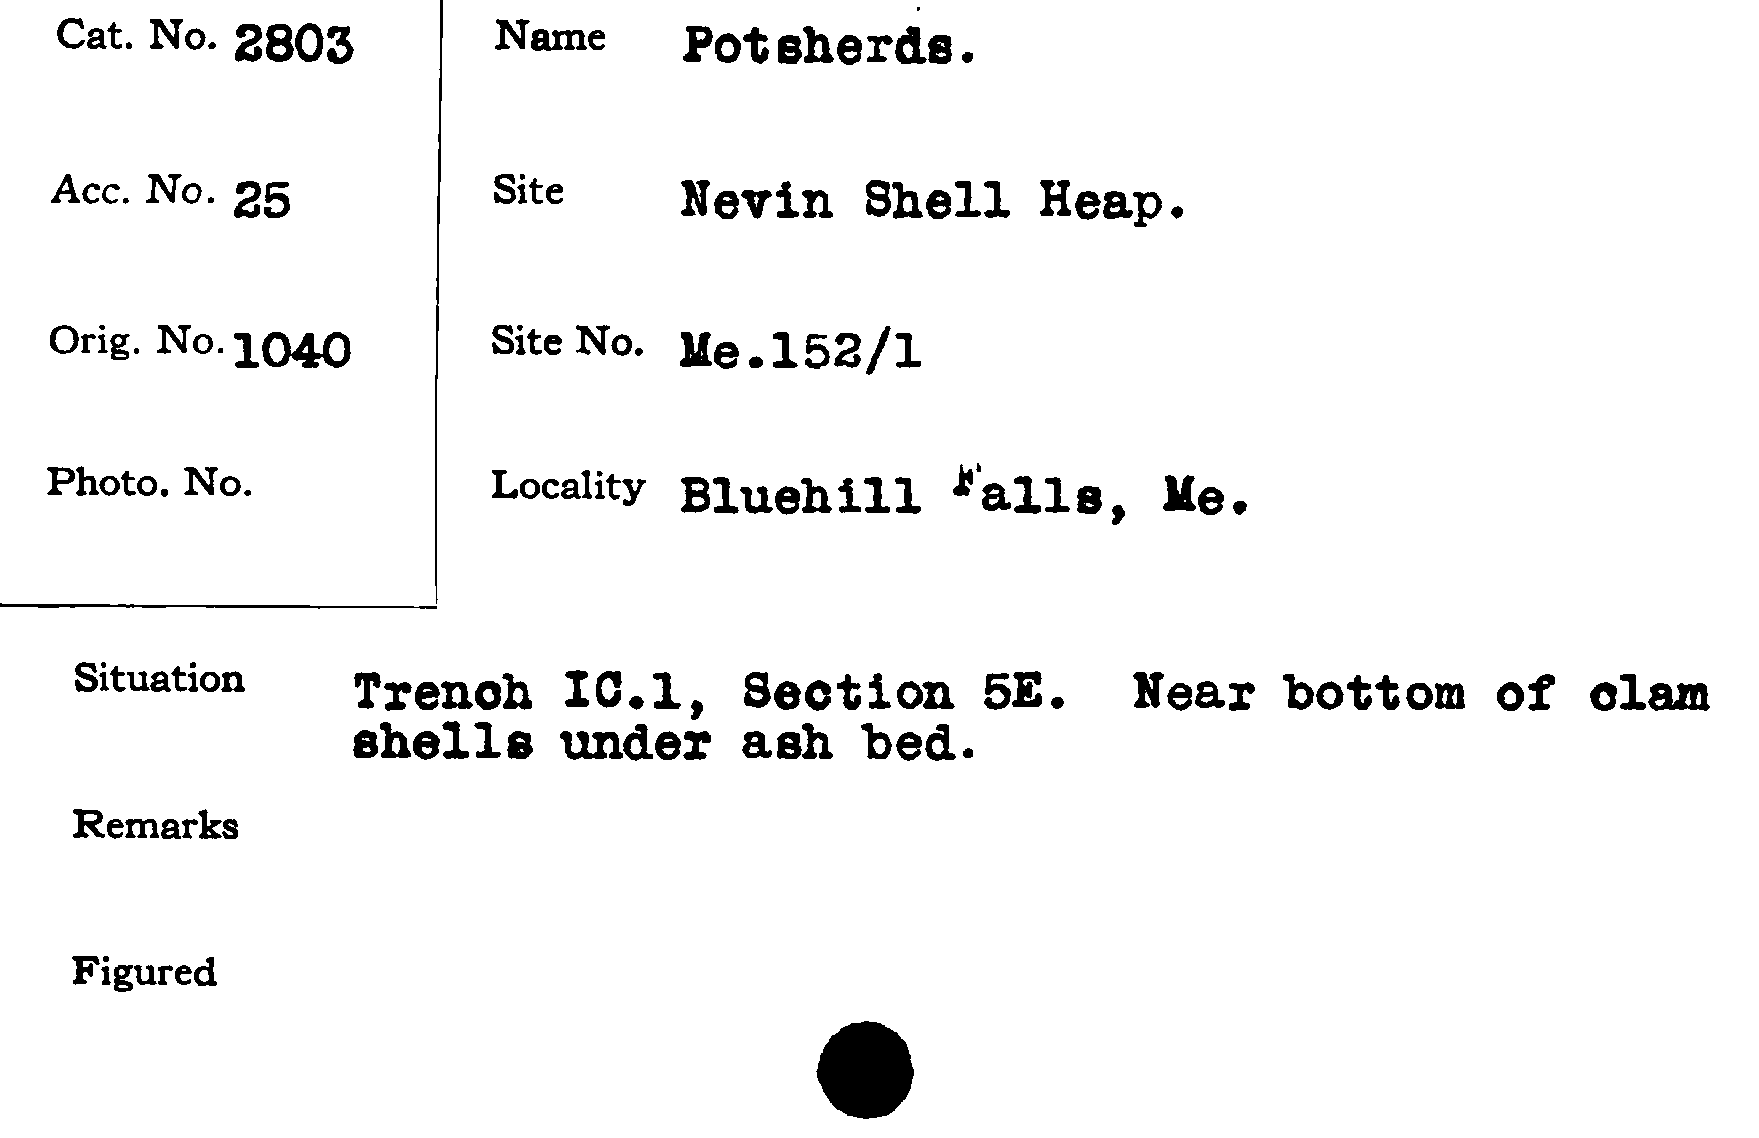 Cat. No. 2803
Acc. No. 25
Orig. No. 1040
Photo. No.
Name Potsherds.
Site Nevin Shell Heap.
Site No. Me.152/1
Locality Bluehill Falls, Me.
Situation Trench IC.1, Section 5E. Near bottom of clam
shells under ash bed.
Remarks
Figured